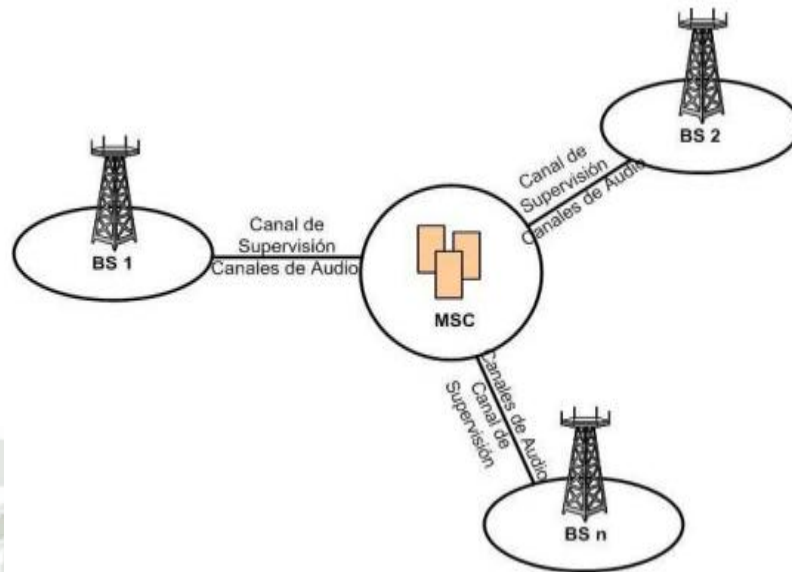 BS 2
Canal de
Supervisión
Canales de Audio
BS 1
Canal de
Supervisión
Canales de Audio
MSC
Canales de Audio
Canal de
Supervisión
BS n